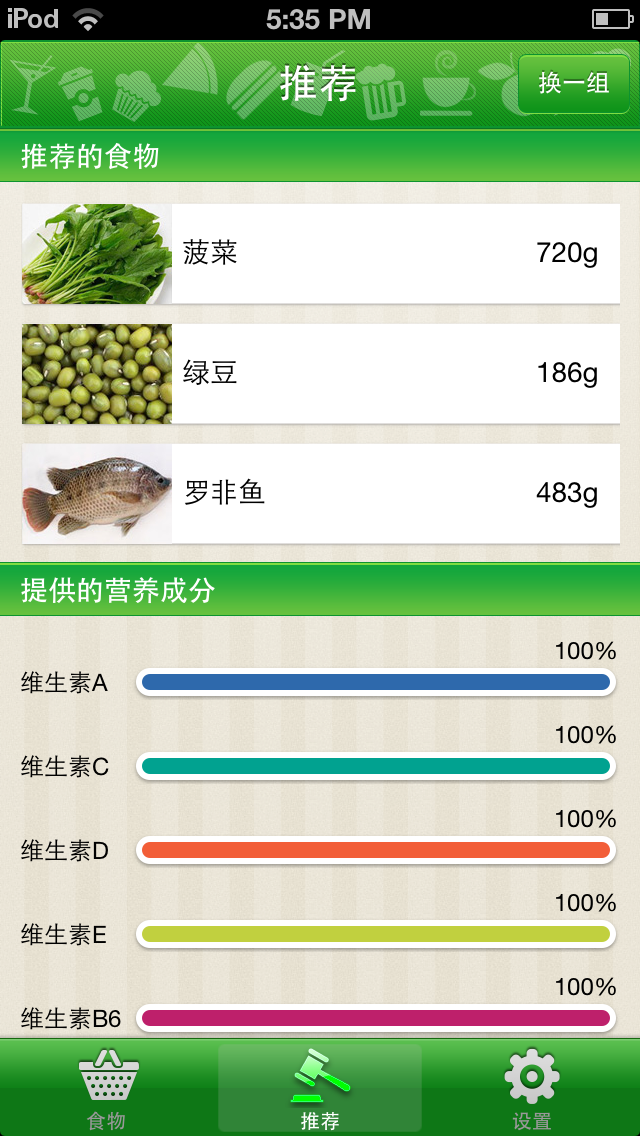 iPod 5:35 PM
推荐 换一组
推荐的食物
菠菜 720g
绿豆 186g
罗非鱼 483g
提供的营养成分
100%
维生素A
100%
维生素C
100%
维生素D
100%
维生素E
100%
维生素B6
食物 推荐 设置